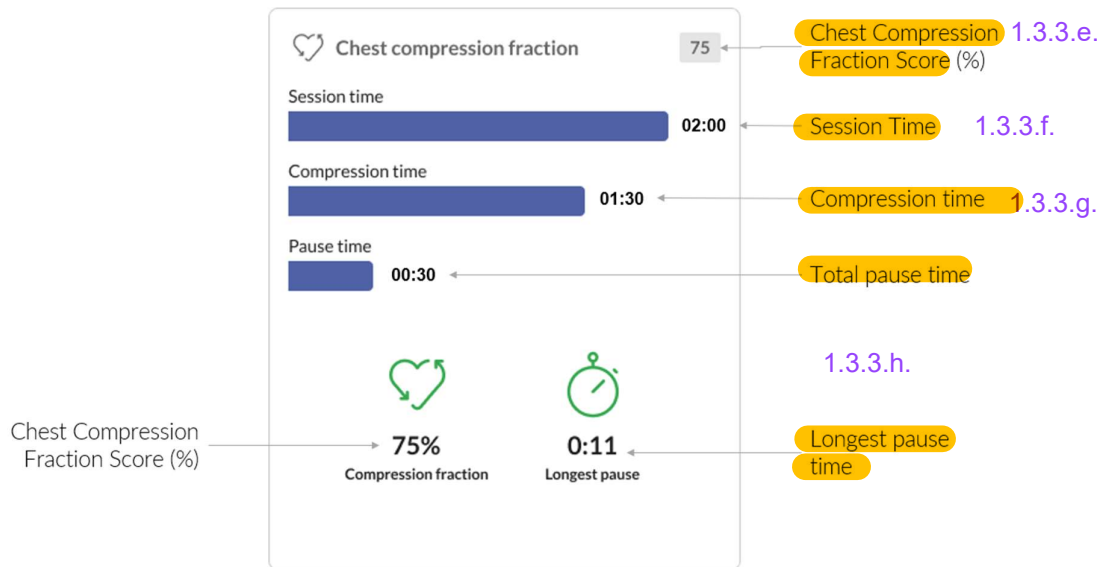 Chest compression fraction 75
Session time
02:00
Compression time
01:30
Pause time
00:30
75%
Compression fraction
0:11
Longest pause
Chest Compression
Fraction Score (%)
Chest Compression 1.3.3.e.
Fraction Score (%)
Session Time 1.3.3.f.
Compression time 1.3.3.g.
Total pause time
1.3.3.h.
Longest pause
time